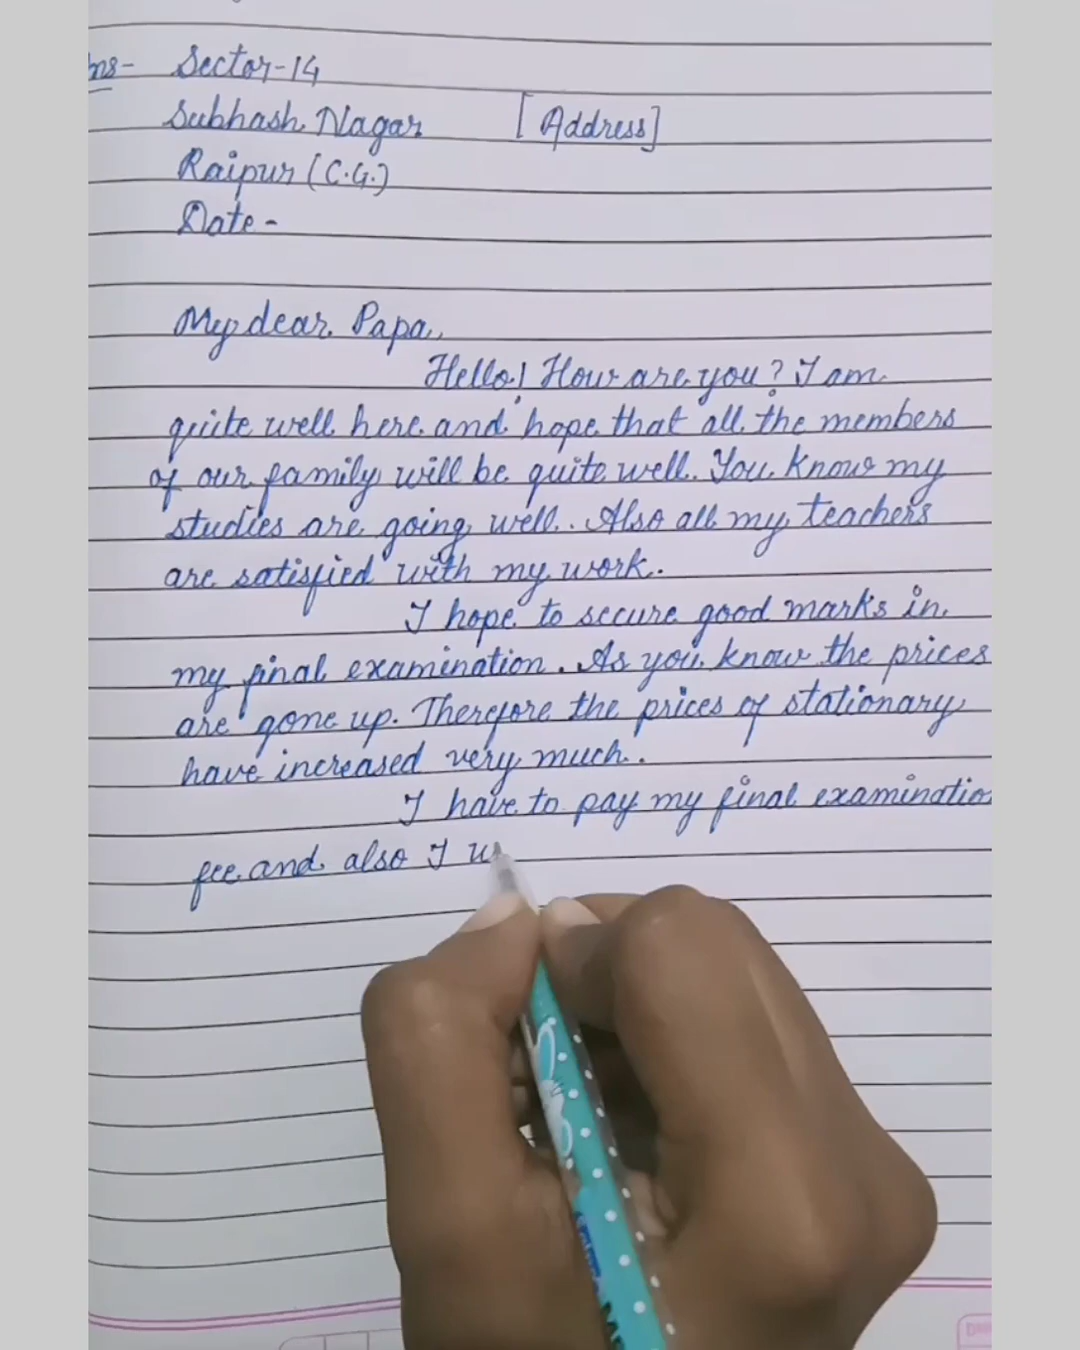 Ans- Sector-14
Subhash Nagar [Address]
Raipur (C.G.)
Date -
My dear Papa,
Hello! How are you? I am
quite well here and hope that all the members
of our family will be quite well. You know my
studies are going well. Also all my teachers
are satisfied with my work.
I hope to secure good marks in
my final examination. As you know the prices
are gone up. Therefore the prices of stationary
have increased very much.
I have to pay my final examinatio
fee and also I w